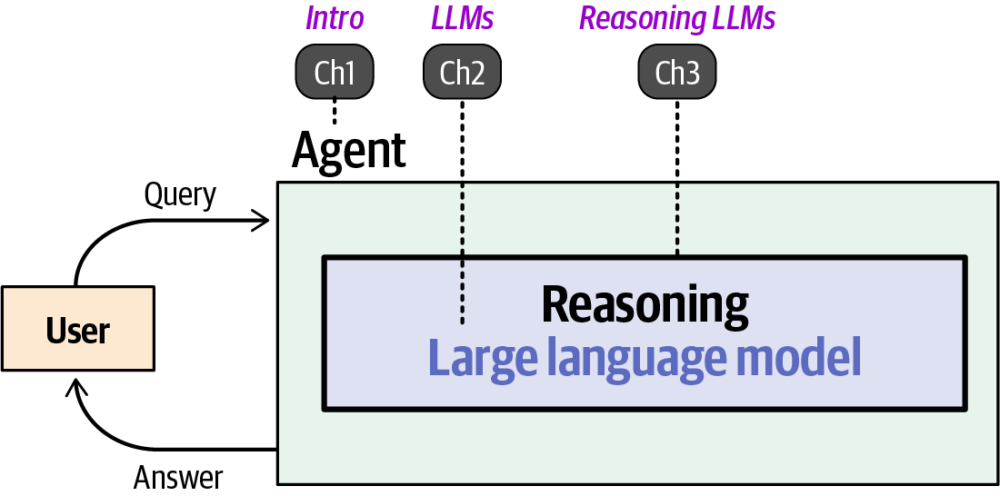 Intro LLMs Reasoning LLMs
Ch1 Ch2 Ch3
Agent
Query
Reasoning
User
Large language model
Answer